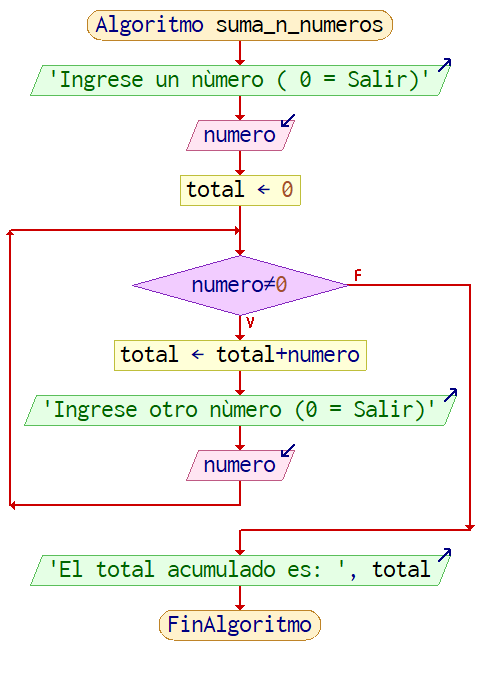 Algoritmo suma_n_numeros
'Ingrese un nùmero ( 0 = Salir)'
numero
total ← 0
numero≠0
F
V
total ← total+numero
'Ingrese otro nùmero (0 = Salir)'
numero
'El total acumulado es: ', total
FinAlgoritmo